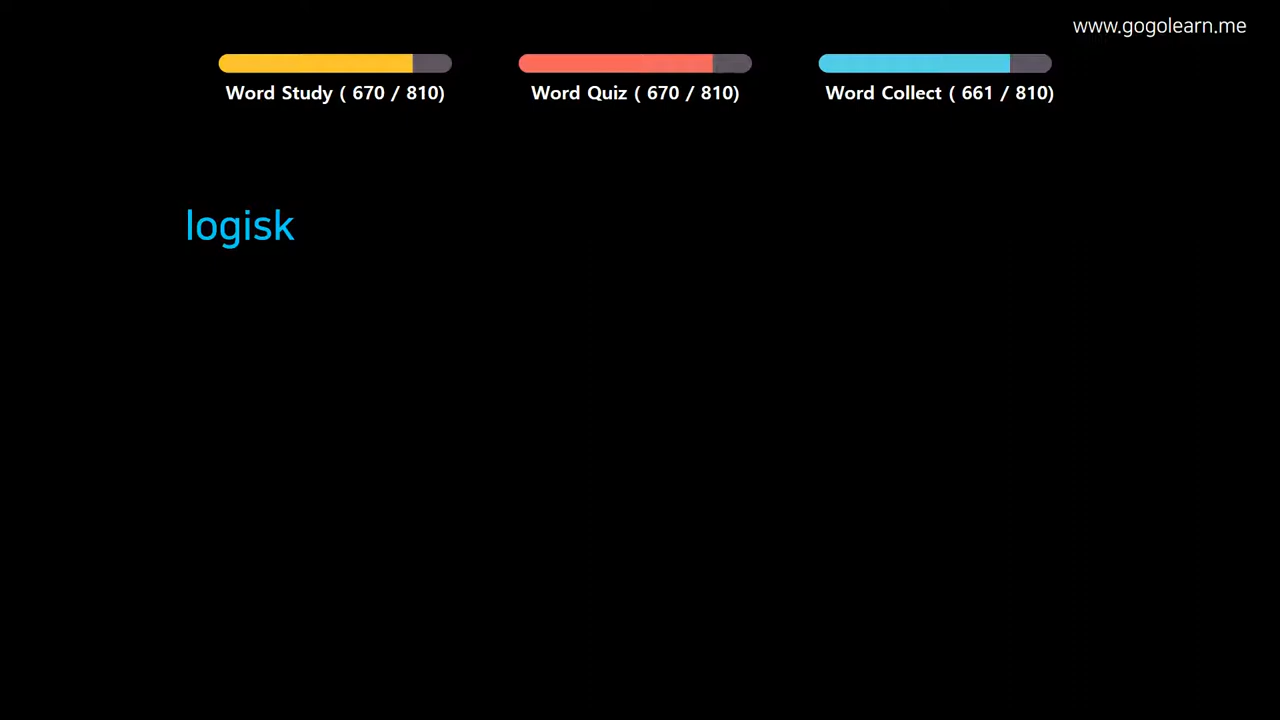 www.gogolearn.me
Word Study ( 670 / 810)
Word Quiz ( 670 / 810)
Word Collect ( 661 / 810)
logisk